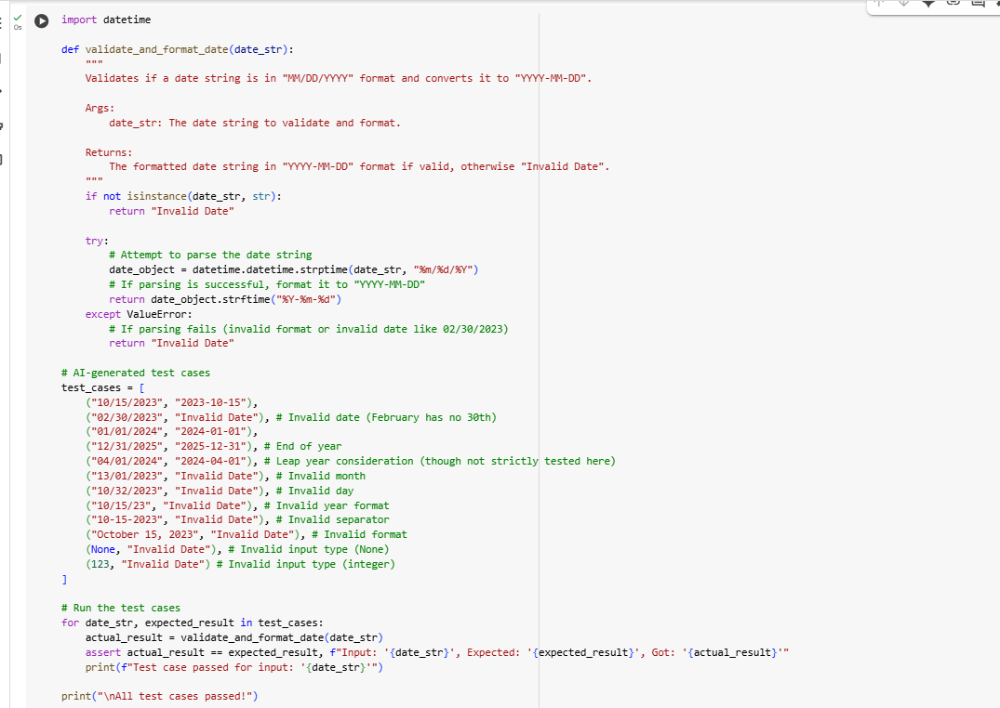 0s
import datetime
def validate_and_format_date(date_str):
    """
    Validates if a date string is in "MM/DD/YYYY" format and converts it to "YYYY-MM-DD".
    Args:
        date_str: The date string to validate and format.
    Returns:
        The formatted date string in "YYYY-MM-DD" format if valid, otherwise "Invalid Date".
    """
    if not isinstance(date_str, str):
        return "Invalid Date"
    try:
        # Attempt to parse the date string
        date_object = datetime.datetime.strptime(date_str, "%m/%d/%Y")
        # If parsing is successful, format it to "YYYY-MM-DD"
        return date_object.strftime("%Y-%m-%d")
    except ValueError:
        # If parsing fails (invalid format or invalid date like 02/30/2023)
        return "Invalid Date"
# AI-generated test cases
test_cases = [
    ("10/15/2023", "2023-10-15"),
    ("02/30/2023", "Invalid Date"), # Invalid date (February has no 30th)
    ("01/01/2024", "2024-01-01"),
    ("12/31/2025", "2025-12-31"), # End of year
    ("04/01/2024", "2024-04-01"), # Leap year consideration (though not strictly tested here)
    ("13/01/2023", "Invalid Date"), # Invalid month
    ("10/32/2023", "Invalid Date"), # Invalid day
    ("10/15/23", "Invalid Date"), # Invalid year format
    ("10-15-2023", "Invalid Date"), # Invalid separator
    ("October 15, 2023", "Invalid Date"), # Invalid format
    (None, "Invalid Date"), # Invalid input type (None)
    (123, "Invalid Date") # Invalid input type (integer)
]
# Run the test cases
for date_str, expected_result in test_cases:
    actual_result = validate_and_format_date(date_str)
    assert actual_result == expected_result, f"Input: '{date_str}', Expected: '{expected_result}', Got: '{actual_result}'"
    print(f"Test case passed for input: '{date_str}'")
print("\nAll test cases passed!")